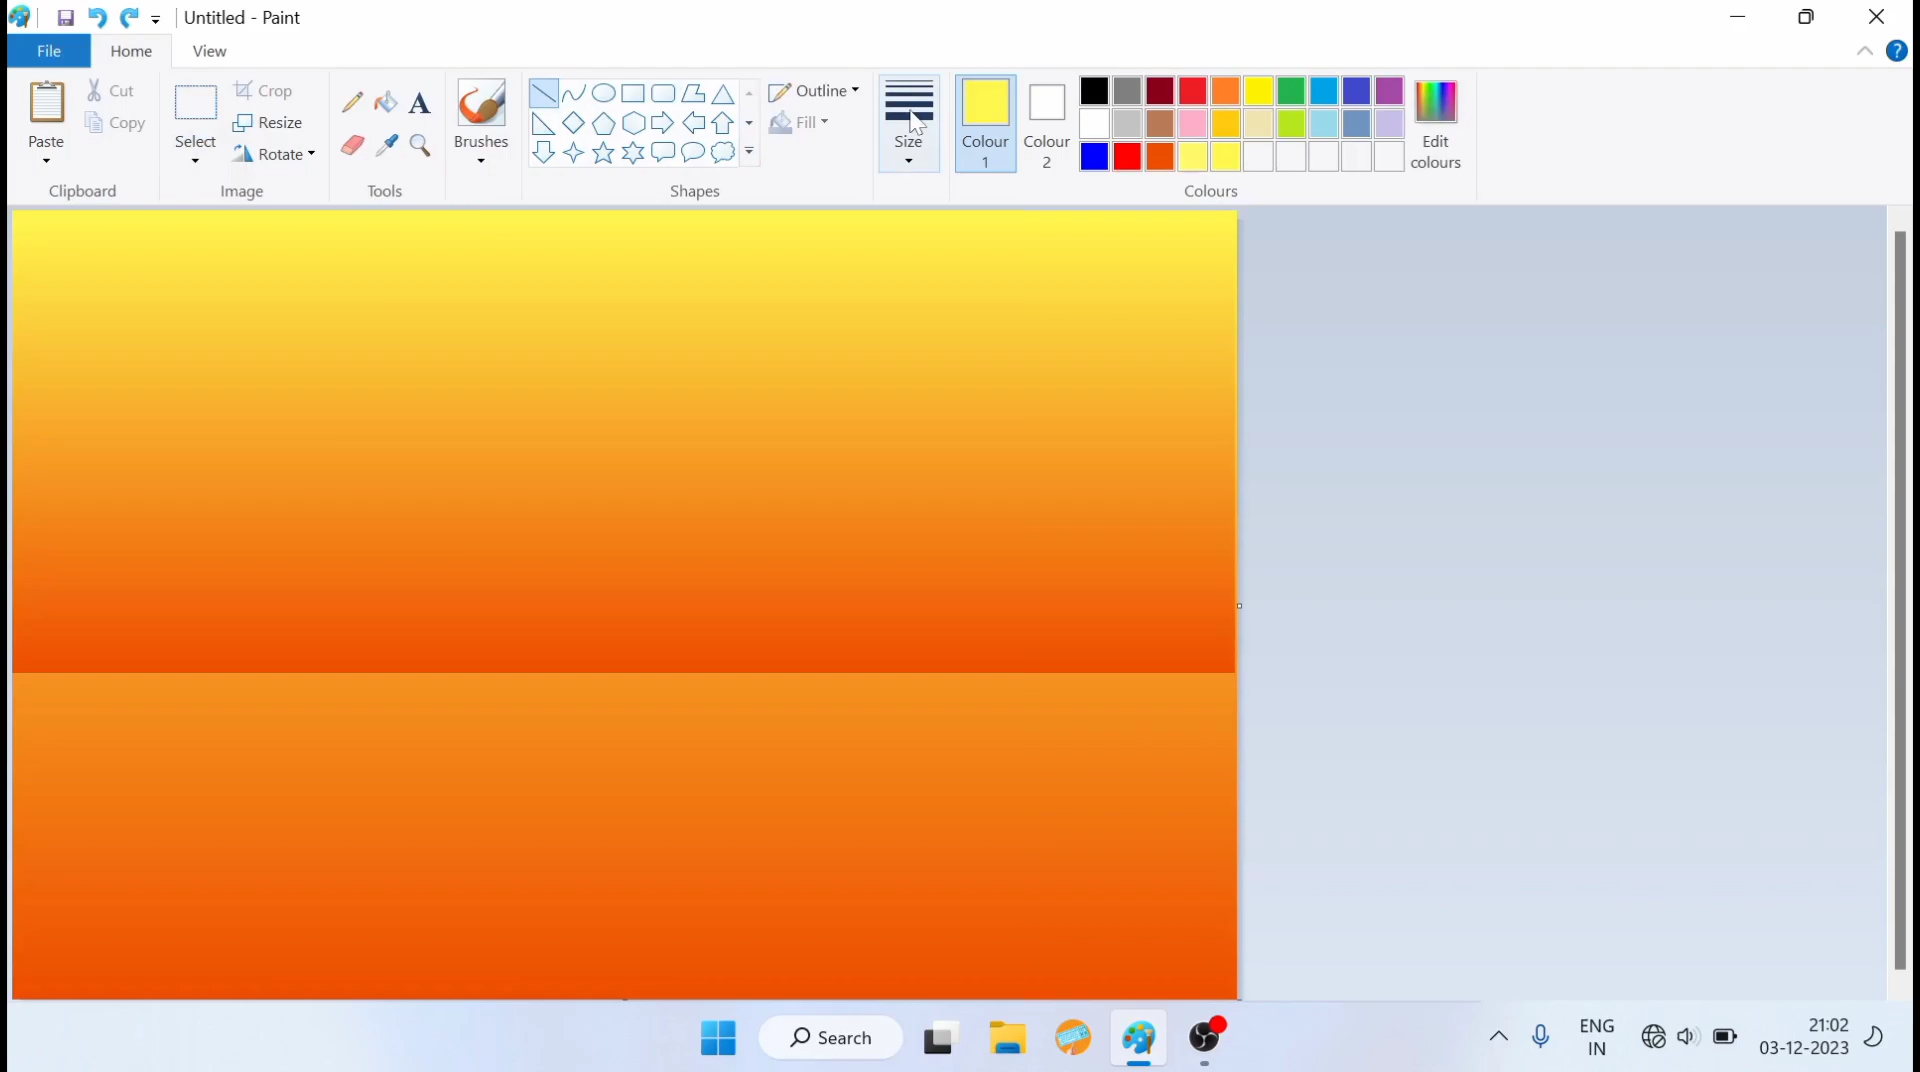 Untitled - Paint
File Home View
Cut Crop Outline
Copy Resize Fill
Paste Select Rotate Brushes Size Colour 1 Colour 2 Edit colours
Clipboard Image Tools Shapes Colours
Search
ENG IN
21:02
03-12-2023